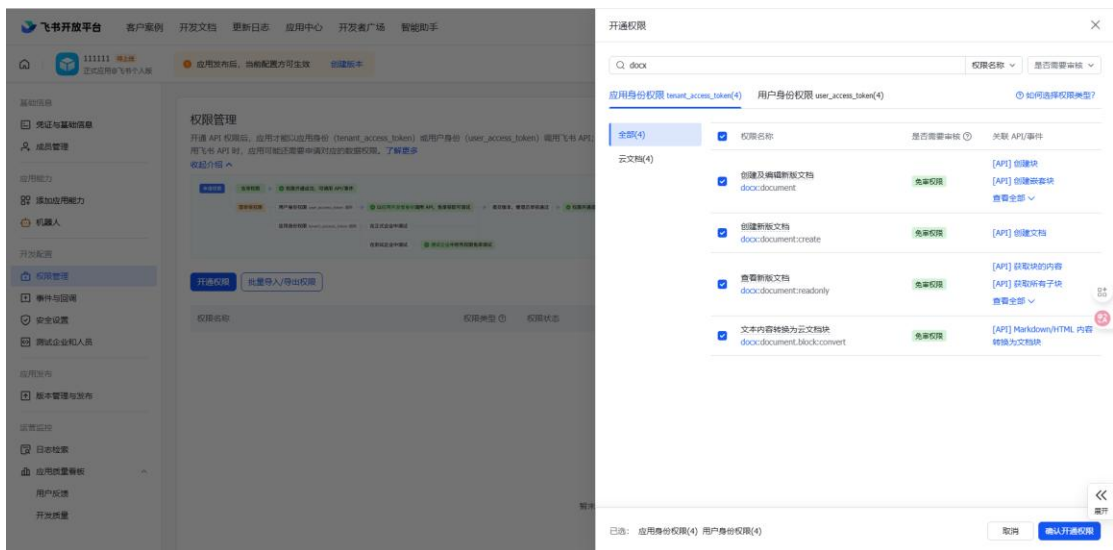 飞书开放平台
客户案例 开发文档 更新日志 应用中心 开发者广场 智能助手
111111 待上线
正式应用@飞书个人版
应用发布后，当前配置方可生效 创建版本
基础信息
凭证与基础信息
成员管理
应用能力
添加应用能力
机器人
开发配置
权限管理
事件与回调
安全设置
测试企业和人员
应用发布
版本管理与发布
运营监控
日志检索
应用质量看板
用户反馈
开发质量
权限管理
开通 API 权限后，应用才能以应用身份（tenant_access_token）或用户身份（user_access_token）调用飞书 API;
用飞书 API 时，应用可能还需要申请对应的数据权限。了解更多
收起介绍
开通权限 批量导入/导出权限
权限名称 权限类型 权限状态
暂未
开通权限
docx
权限名称 是否需要审核
应用身份权限 tenant_access_token(4) 用户身份权限 user_access_token(4) 如何选择权限类型?
全部(4)
云文档(4)
权限名称 是否需要审核 关联 API/事件
创建及编辑新版文档
docx:document
免审权限
[API] 创建块
[API] 创建嵌套块
查看全部
创建新版文档
docx:document:create
免审权限
[API] 创建文档
查看新版文档
docx:document:readonly
免审权限
[API] 获取块的内容
[API] 获取所有子块
查看全部
文本内容转换为云文档块
docx:document.block:convert
免审权限
[API] Markdown/HTML 内容
转换为文档块
展开
已选: 应用身份权限(4) 用户身份权限(4)
取消 确认开通权限